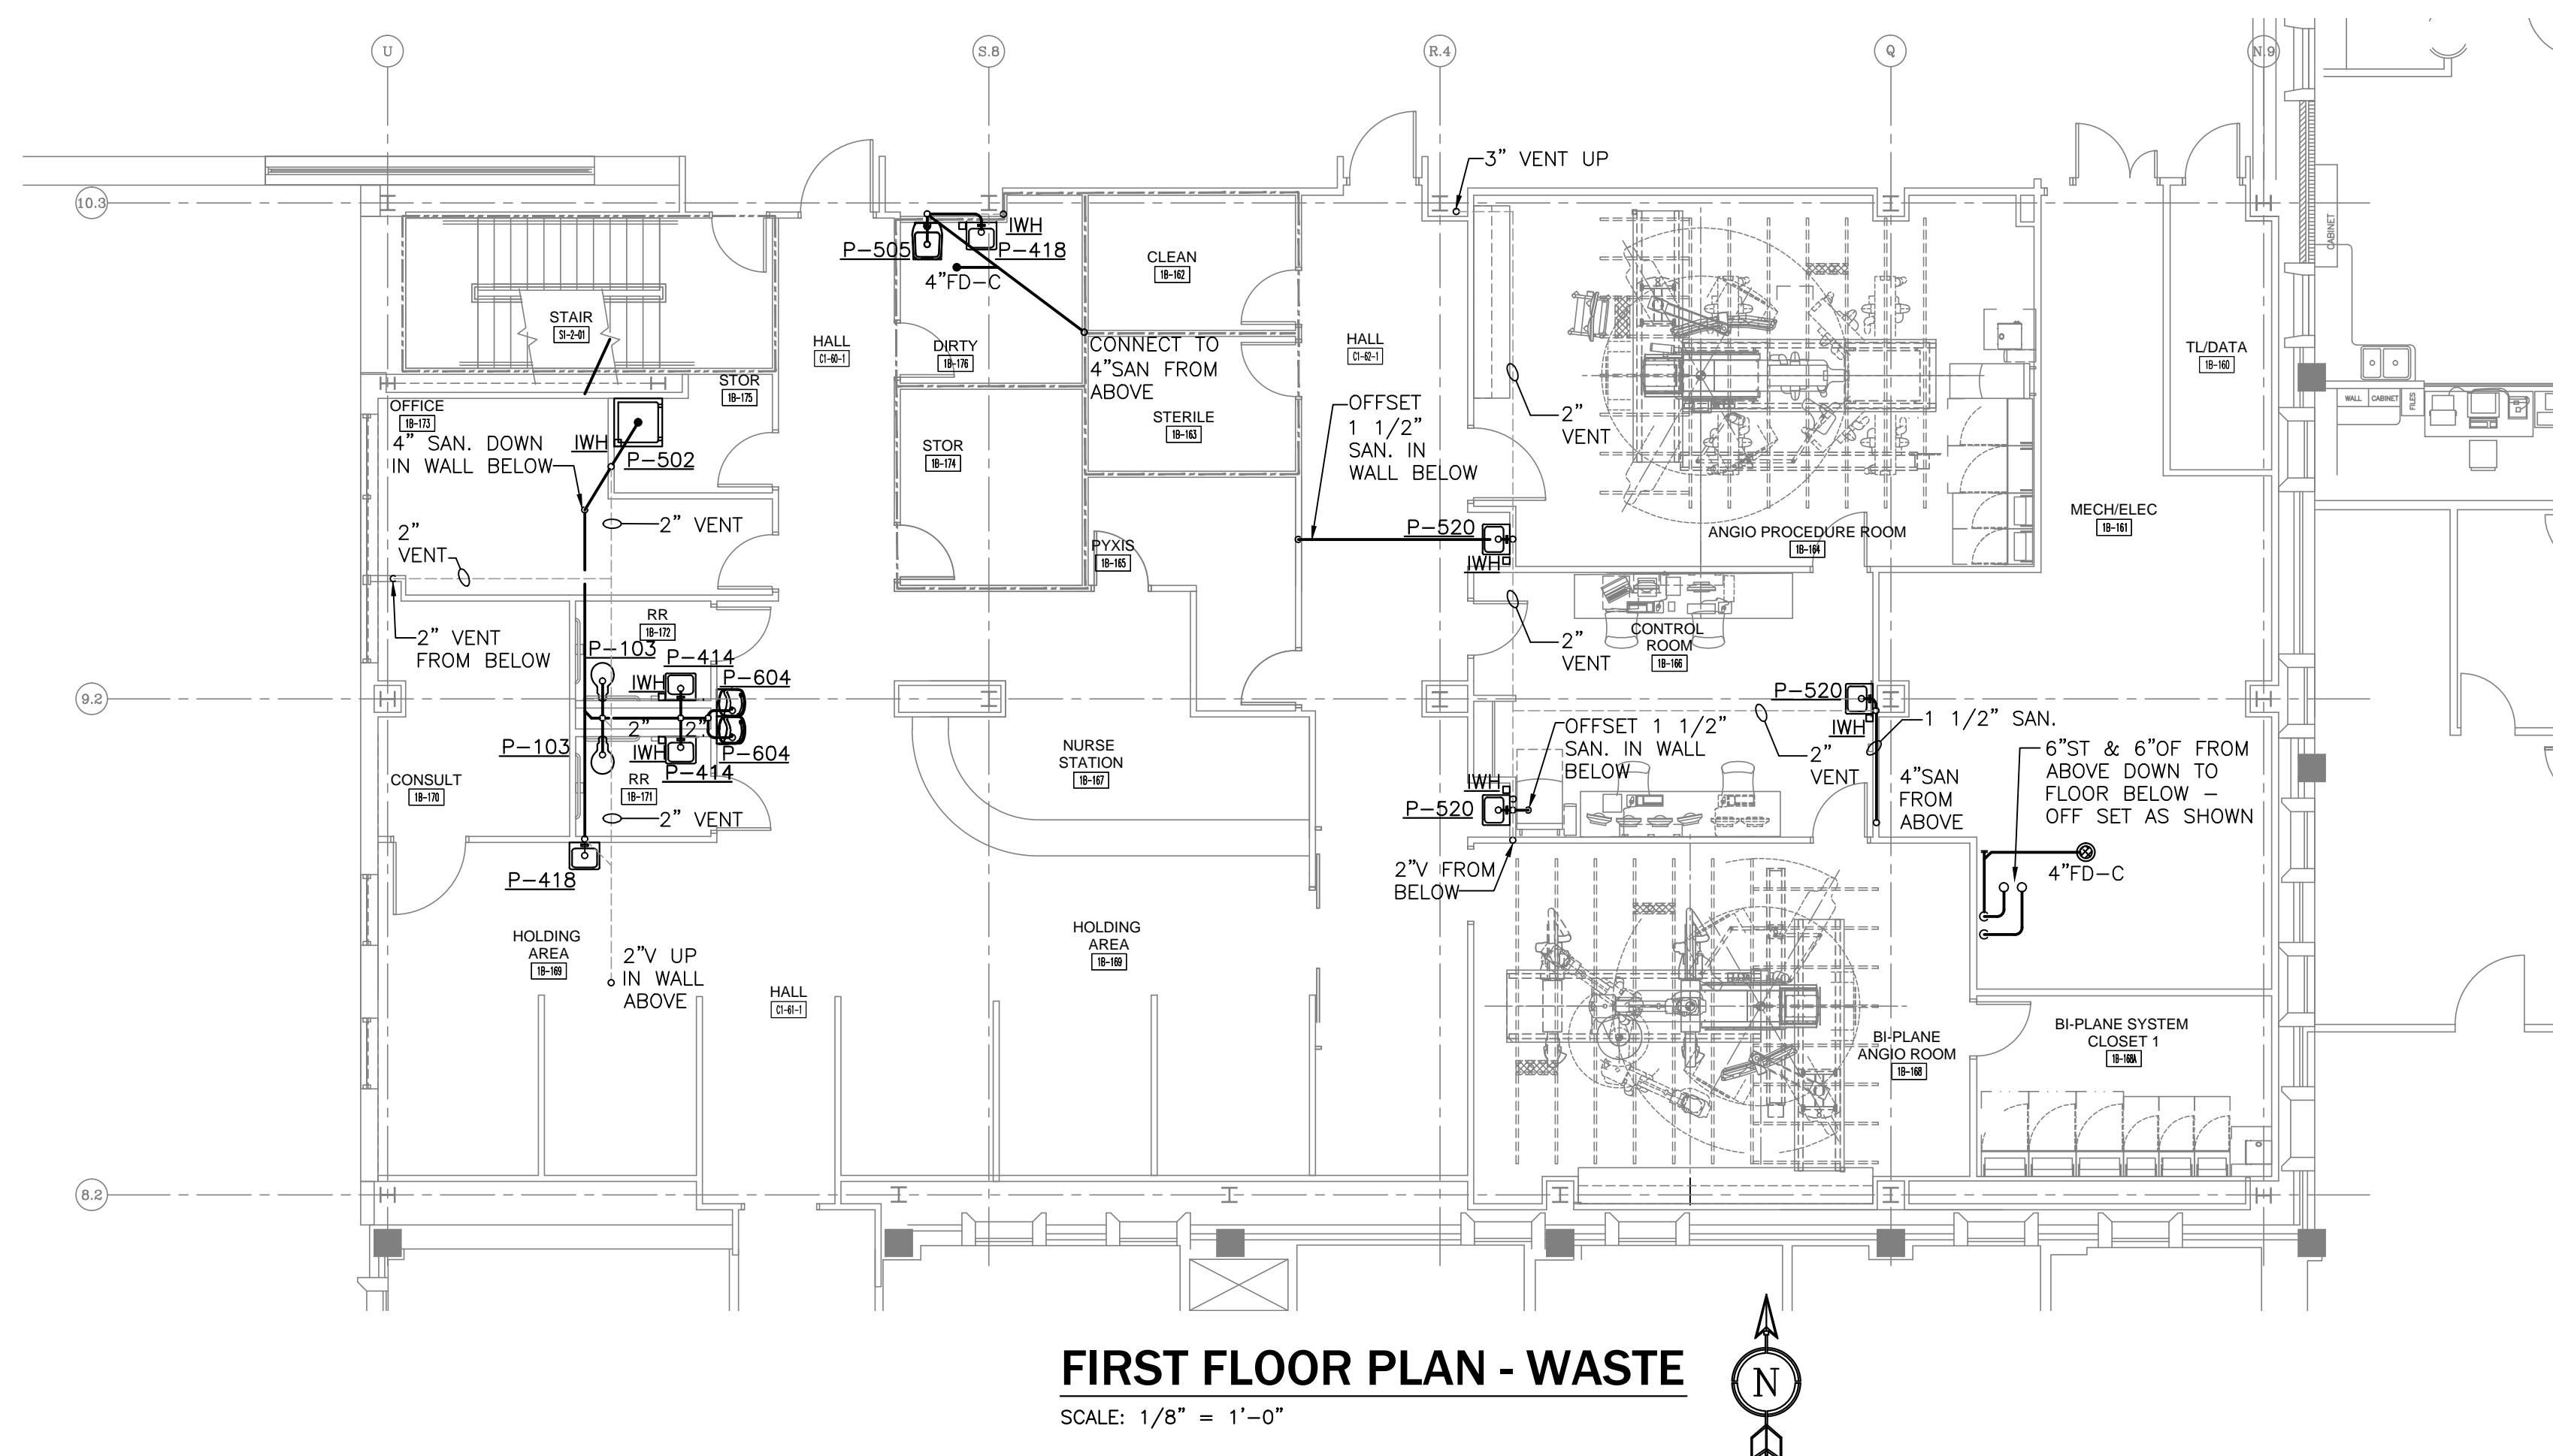 U
S.8
R.4
Q
N.9
10.3
9.2
8.2
3” VENT UP
IWH
P-505
P-418
4”FD-C
CLEAN
1B-162
CABINET
STAIR
S1-2-01
HALL
C1-60-1
DIRTY
1B-176
CONNECT TO
4”SAN FROM
ABOVE
HALL
C1-62-1
TL/DATA
1B-160
STOR
1B-175
OFFICE
1B-173
4” SAN. DOWN
IN WALL BELOW
IWH
P-502
STERILE
1B-163
OFFSET
1 1/2”
SAN. IN
WALL BELOW
2”
VENT
WALL
CABINET
FILES
STOR
1B-174
2” VENT
2”
VENT
PYXIS
1B-165
P-520
IWH
ANGIO PROCEDURE ROOM
1B-164
MECH/ELEC
1B-161
2” VENT
FROM BELOW
RR
1B-172
P-103
P-414
IWH
P-604
2”
2”
P-103
IWH
P-414
P-604
RR
1B-171
2” VENT
CONSULT
1B-170
P-418
NURSE
STATION
1B-167
2”
VENT
CONTROL
ROOM
1B-166
P-520
IWH
1 1/2” SAN.
OFFSET 1 1/2”
SAN. IN WALL
BELOW
2”
VENT
IWH
P-520
4”SAN
FROM
ABOVE
6”ST & 6”OF FROM
ABOVE DOWN TO
FLOOR BELOW –
OFF SET AS SHOWN
4”FD-C
2”V FROM
BELOW
HOLDING
AREA
1B-169
2”V UP
IN WALL
ABOVE
HALL
C1-61-1
HOLDING
AREA
1B-169
BI-PLANE
ANGIO ROOM
1B-168
BI-PLANE SYSTEM
CLOSET 1
1B-168A
FIRST FLOOR PLAN - WASTE
SCALE: 1/8” = 1’-0”
N